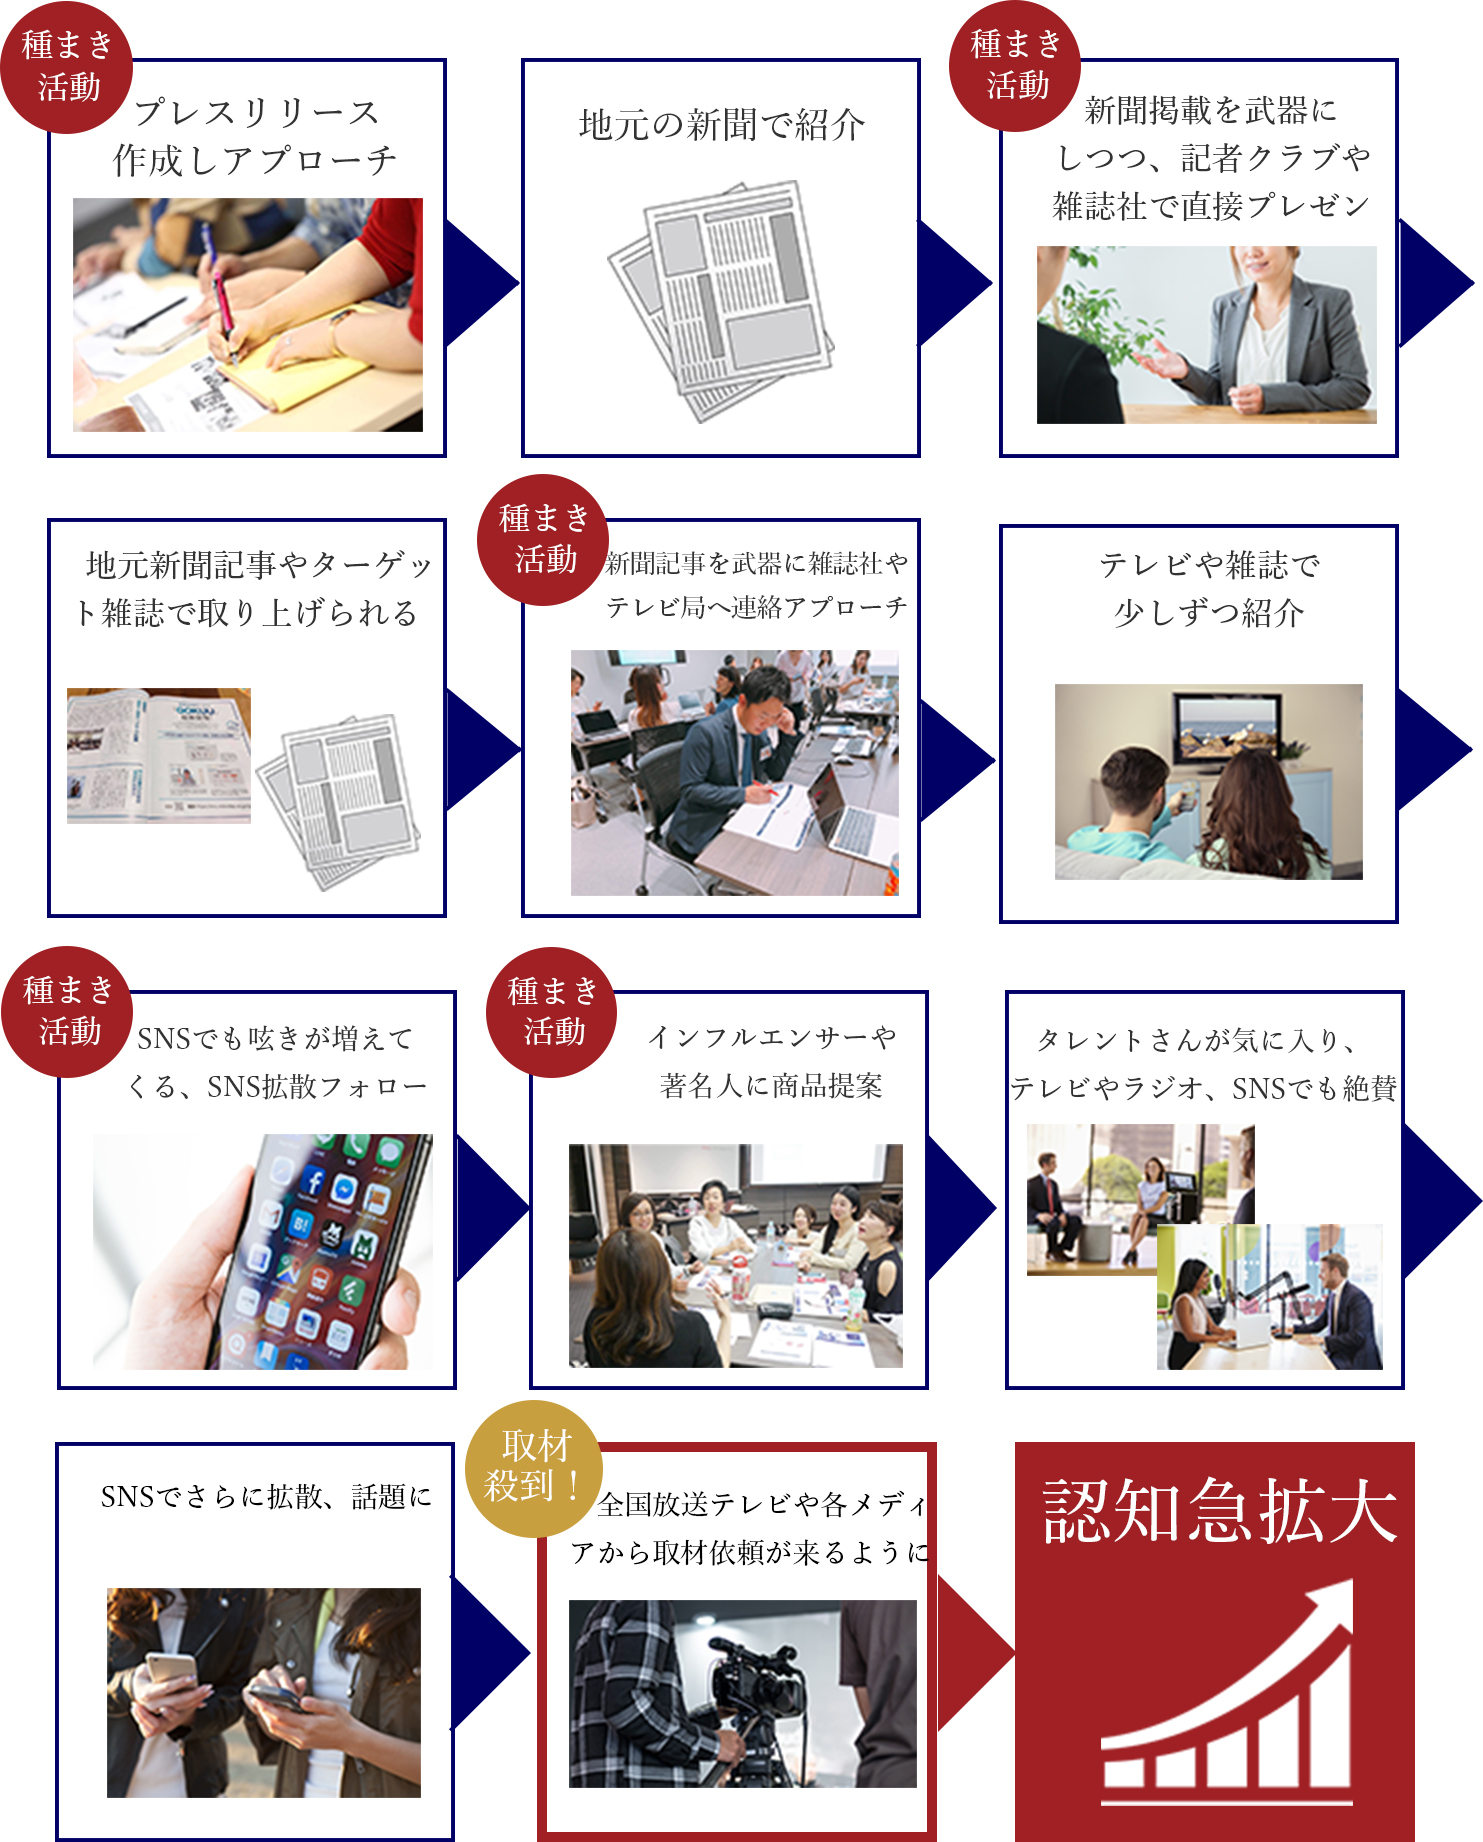 種まき
活動
プレスリリース
作成しアプローチ
地元の新聞で紹介
種まき
活動
新聞掲載を武器に
しつつ、記者クラブや
雑誌社で直接プレゼン
地元新聞記事やターゲッ
ト雑誌で取り上げられる
種まき
活動
新聞記事を武器に雑誌社や
テレビ局へ連絡アプローチ
テレビや雑誌で
少しずつ紹介
種まき
活動
SNSでも呟きが増えて
くる、SNS拡散フォロー
種まき
活動
インフルエンサーや
著名人に商品提案
タレントさんが気に入り、
テレビやラジオ、SNSでも絶賛
SNSでさらに拡散、話題に
取材
殺到！
全国放送テレビや各メディ
アから取材依頼が来るように
認知急拡大